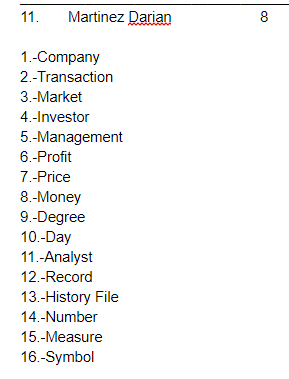 11. Martinez Darian 8
1.-Company
2.-Transaction
3.-Market
4.-Investor
5.-Management
6.-Profit
7.-Price
8.-Money
9.-Degree
10.-Day
11.-Analyst
12.-Record
13.-History File
14.-Number
15.-Measure
16.-Symbol